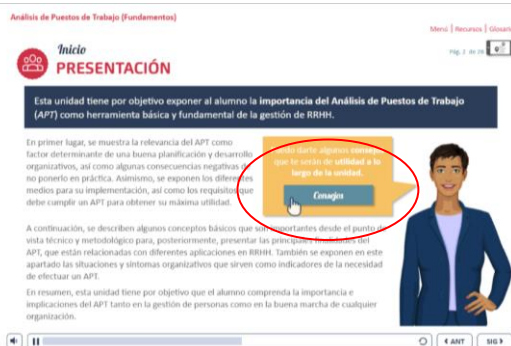 Análisis de Puestos de Trabajo (Fundamentos)
Menú | Recursos | Glosario
Inicio
Pág. 2 de 28
PRESENTACIÓN
Esta unidad tiene por objetivo exponer al alumno la importancia del Análisis de Puestos de Trabajo
(APT) como herramienta básica y fundamental de la gestión de RRHH.
En primer lugar, se muestra la relevancia del APT como
factor determinante de una buena planificación y desarrollo
organizativos, así como algunas consecuencias negativas de
no ponerlo en práctica. Asimismo, se exponen los diferentes
medios para su implementación, así como los requisitos que
debe cumplir un APT para obtener su máxima utilidad.
darte algunos consejos
que te serán de utilidad a lo
largo de la unidad.
Consejos
A continuación, se describen algunos conceptos básicos que son importantes desde el punto de
vista técnico y metodológico para, posteriormente, presentar las principales finalidades del
APT, que están relacionadas con diferentes aplicaciones en RRHH. También se exponen en este
apartado las situaciones y síntomas organizativos que sirven como indicadores de la necesidad
de efectuar un APT.
En resumen, esta unidad tiene por objetivo que el alumno comprenda la importancia e
implicaciones del APT tanto en la gestión de personas como en la buena marcha de cualquier
organización.
ANT
SIG